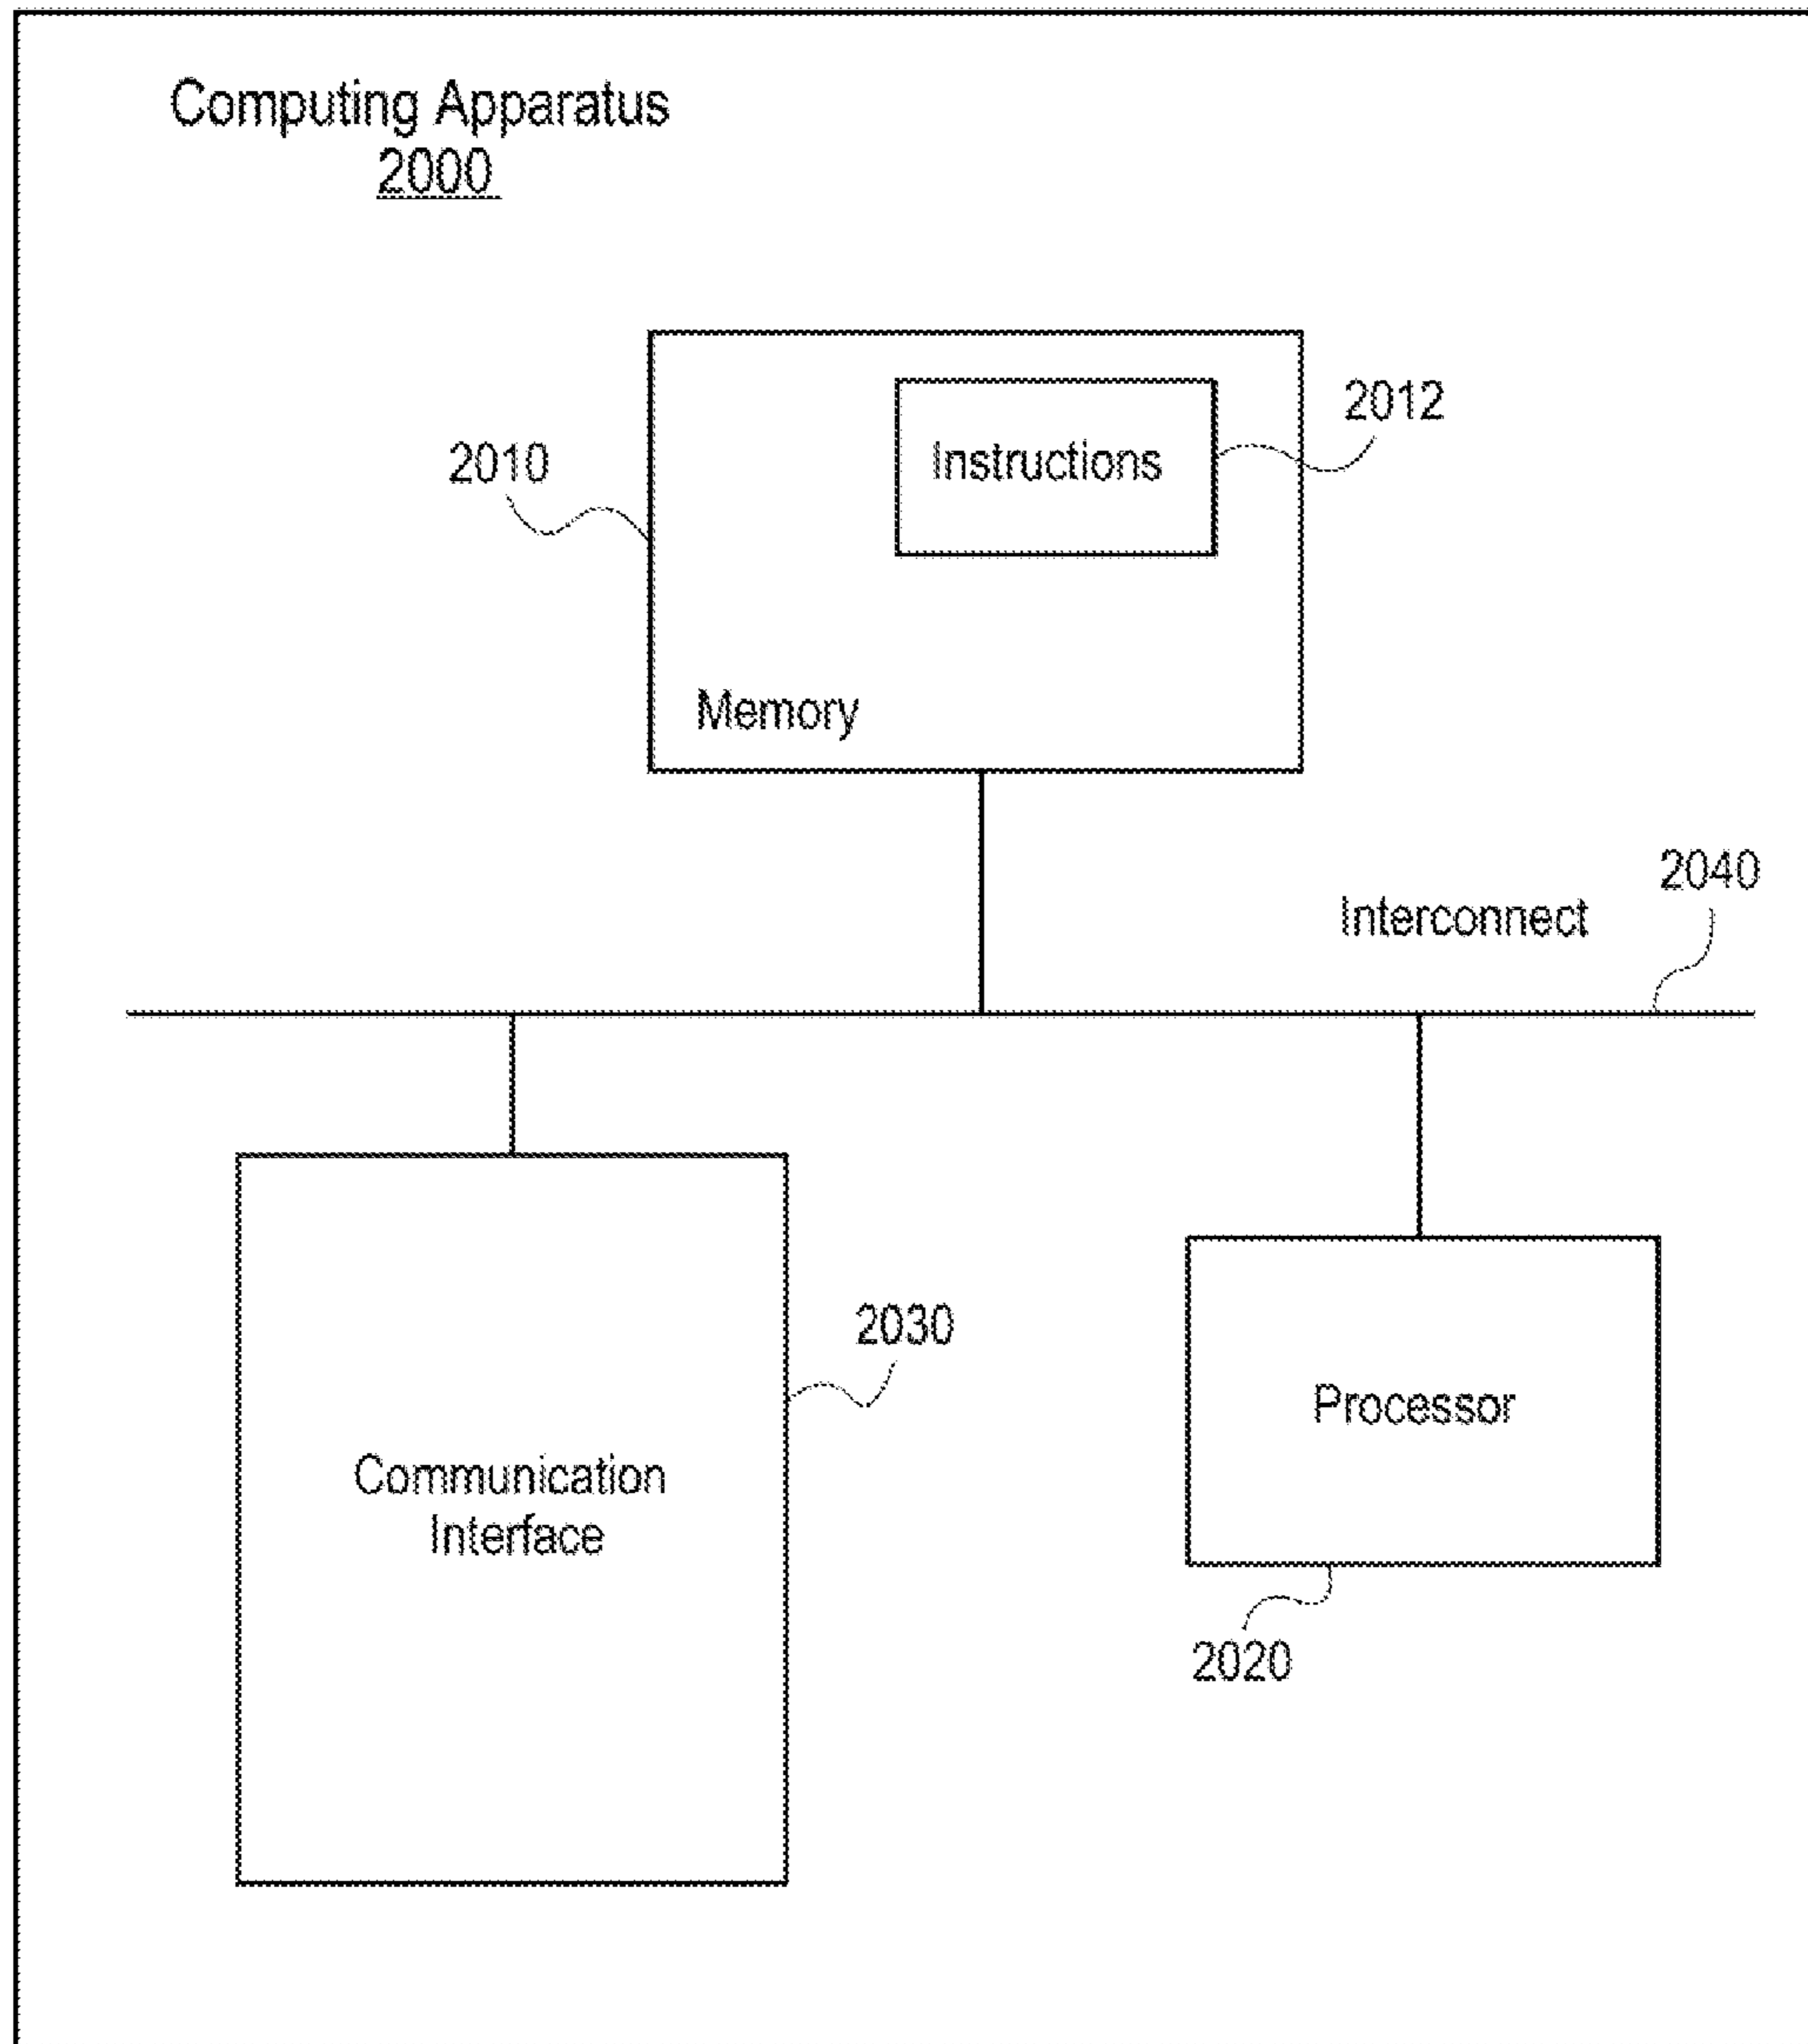 Computing Apparatus
2000
2012
Instructions
2010
Memory
2040
Interconnect
2030
Processor
Communication
Interface
2020